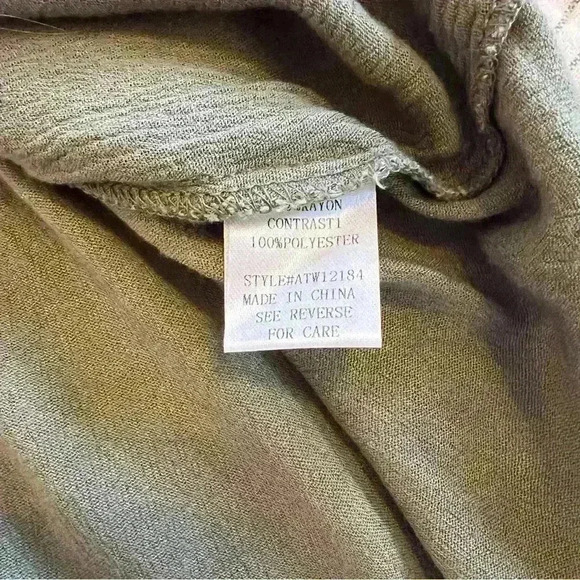 RAYON
CONTRAST1
100%POLYESTER
STYLE#ATW12184
MADE IN CHINA
SEE REVERSE
FOR CARE